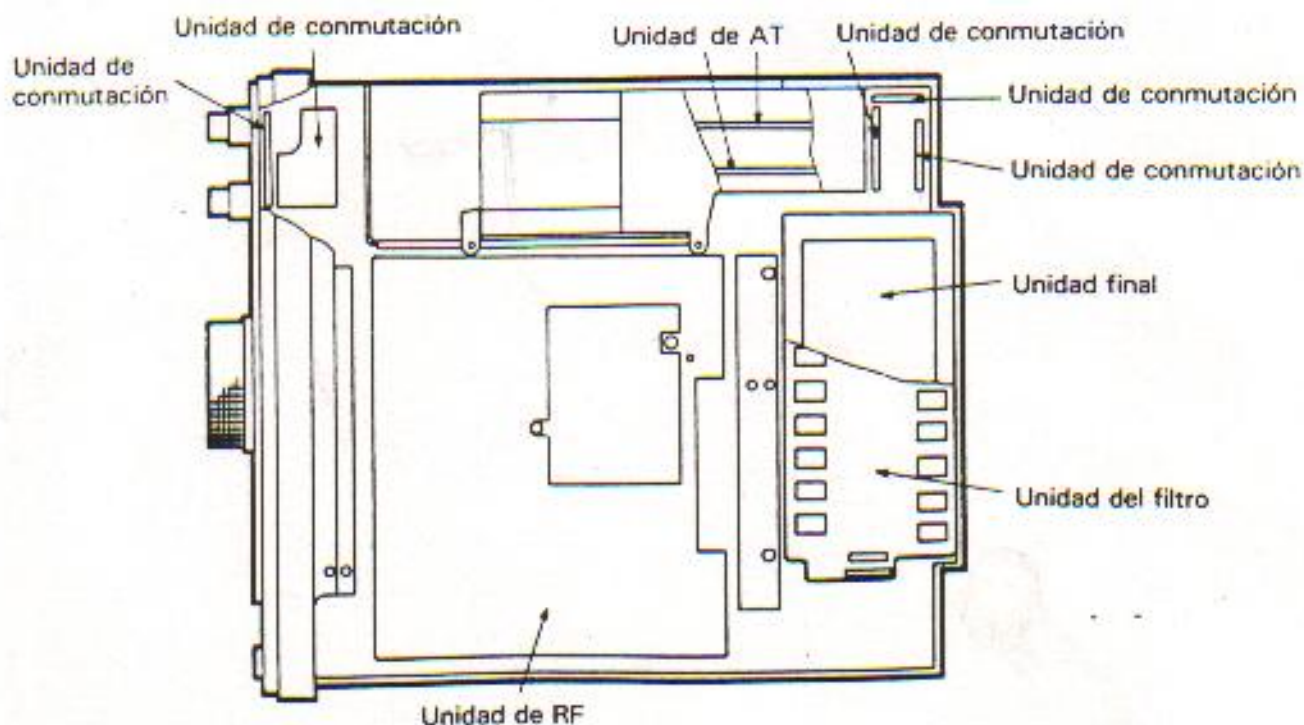 Unidad de conmutación
Unidad de AT
Unidad de conmutación
Unidad de
conmutación
Unidad de conmutación
Unidad de conmutación
Unidad final
Unidad del filtro
Unidad de RF